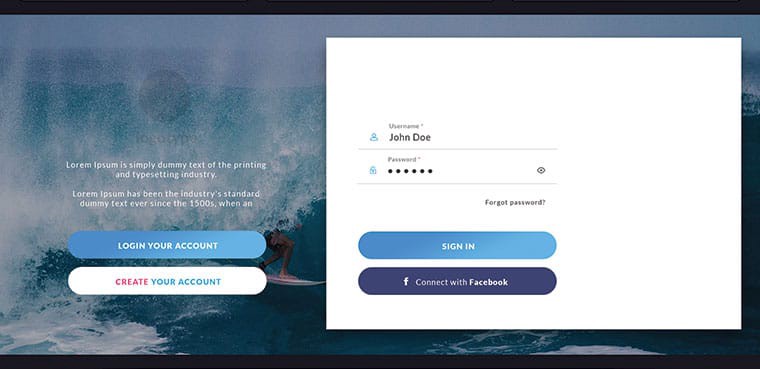 Lorem Ipsum is simply dummy text of the printing
and typesetting industry.
Lorem Ipsum has been the industry's standard
dummy text ever since the 1500s, when an
LOGIN YOUR ACCOUNT
CREATE YOUR ACCOUNT
Username *
John Doe
Password *
Forgot password?
SIGN IN
f Connect with Facebook